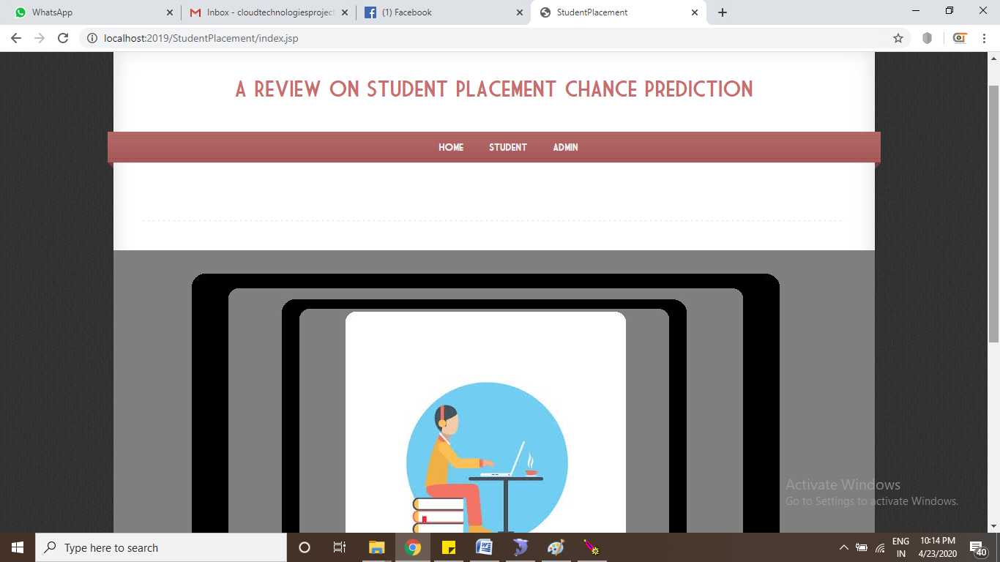 WhatsApp
Inbox - cloudtechnologiesproject
(1) Facebook
StudentPlacement
localhost:2019/StudentPlacement/index.jsp
A REVIEW ON STUDENT PLACEMENT CHANCE PREDICTION
HOME STUDENT ADMIN
Activate Windows
Go to Settings to activate Windows.
Type here to search
ENG
IN
10:14 PM
4/23/2020
40